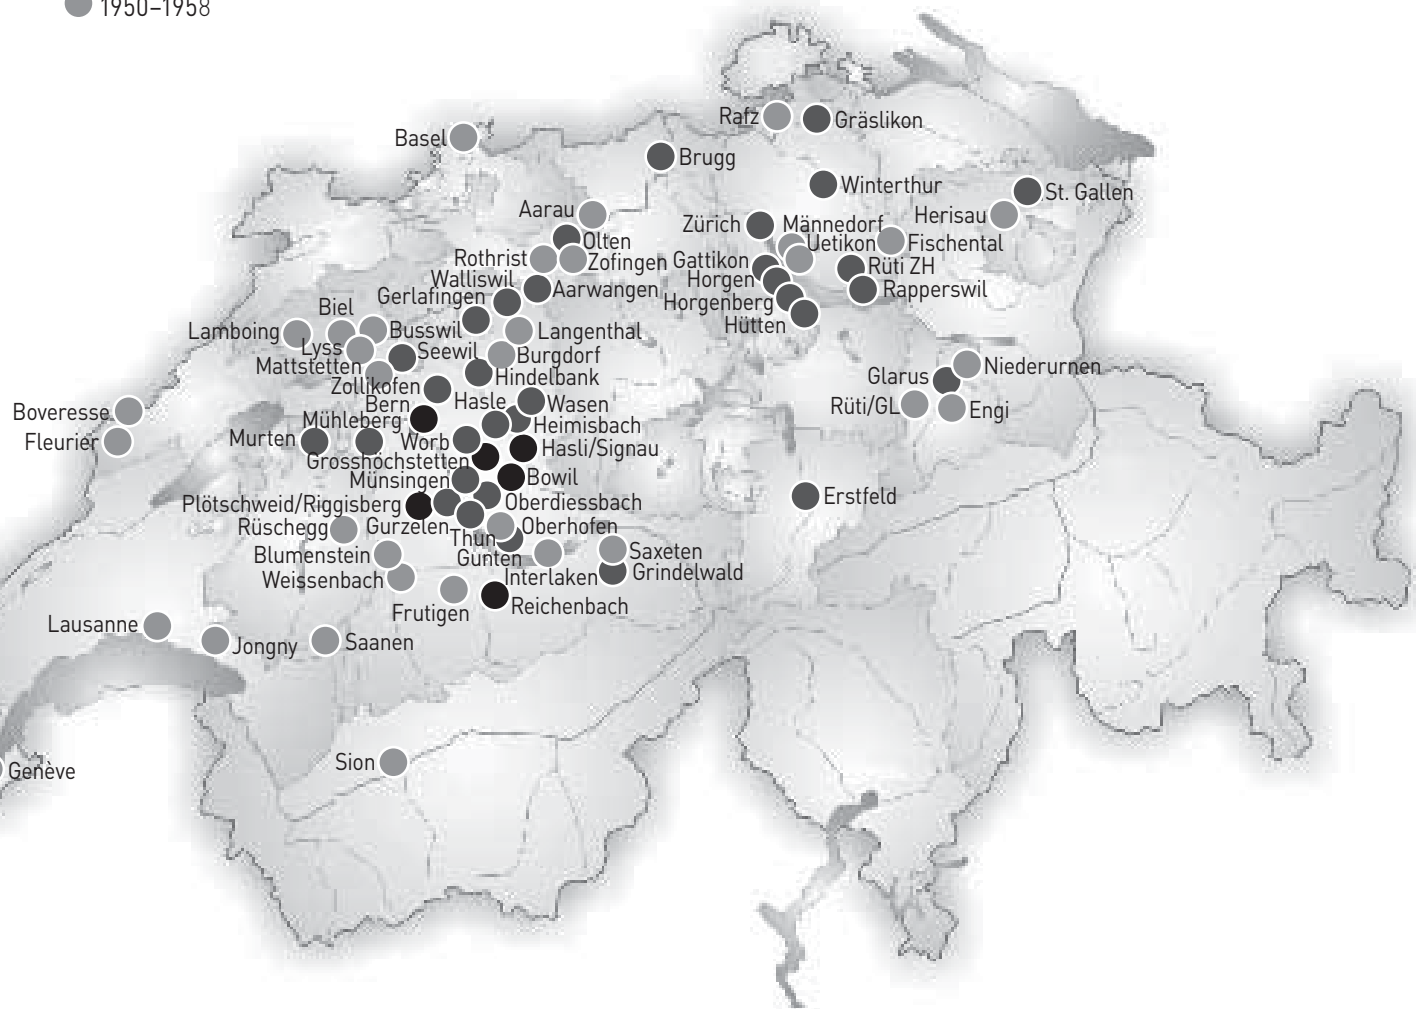 1950–1958
Rafz
Gräslikon
Basel
Brugg
Winterthur
St. Gallen
Aarau
Herisau
Zürich
Männedorf
Olten
Uetikon
Fischental
Rothrist
Zofingen
Gattikon
Rüti ZH
Walliswil
Horgen
Gerlafingen
Aarwangen
Rapperswil
Horgenberg
Biel
Hütten
Lamboing
Busswil
Langenthal
Lyss
Seewil
Burgdorf
Mattstetten
Niederurnen
Hindelbank
Glarus
Zollikofen
Bern
Hasle
Wasen
Rüti/GL
Engi
Boveresse
Mühleberg
Heimisbach
Fleurier
Murten
Worb
Hasli/Signau
Grosshöchstetten
Münsingen
Bowil
Erstfeld
Plötschweid/Riggisberg
Oberdiessbach
Rüschegg
Gurzelen
Oberhofen
Thun
Blumenstein
Gunten
Saxeten
Weissenbach
Interlaken
Grindelwald
Frutigen
Reichenbach
Lausanne
Jongny
Saanen
Sion
Genève